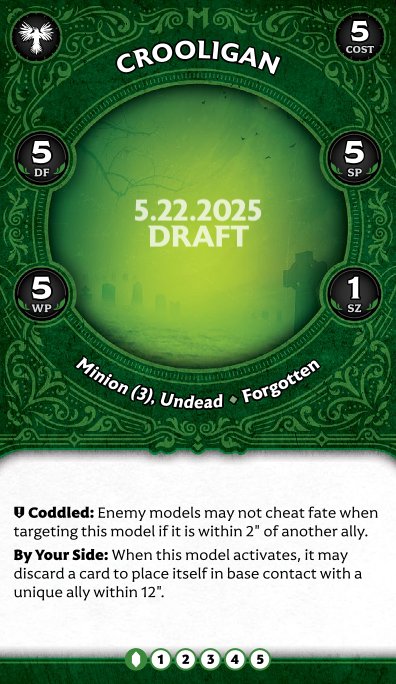 5
COST
CROOLIGAN
5
DF
5
SP
5.22.2025
DRAFT
5
WP
1
SZ
Minion (3), Undead ⬥ Forgotten
Coddled: Enemy models may not cheat fate when
targeting this model if it is within 2" of another ally.
By Your Side: When this model activates, it may
discard a card to place itself in base contact with a
unique ally within 12".
1 2 3 4 5